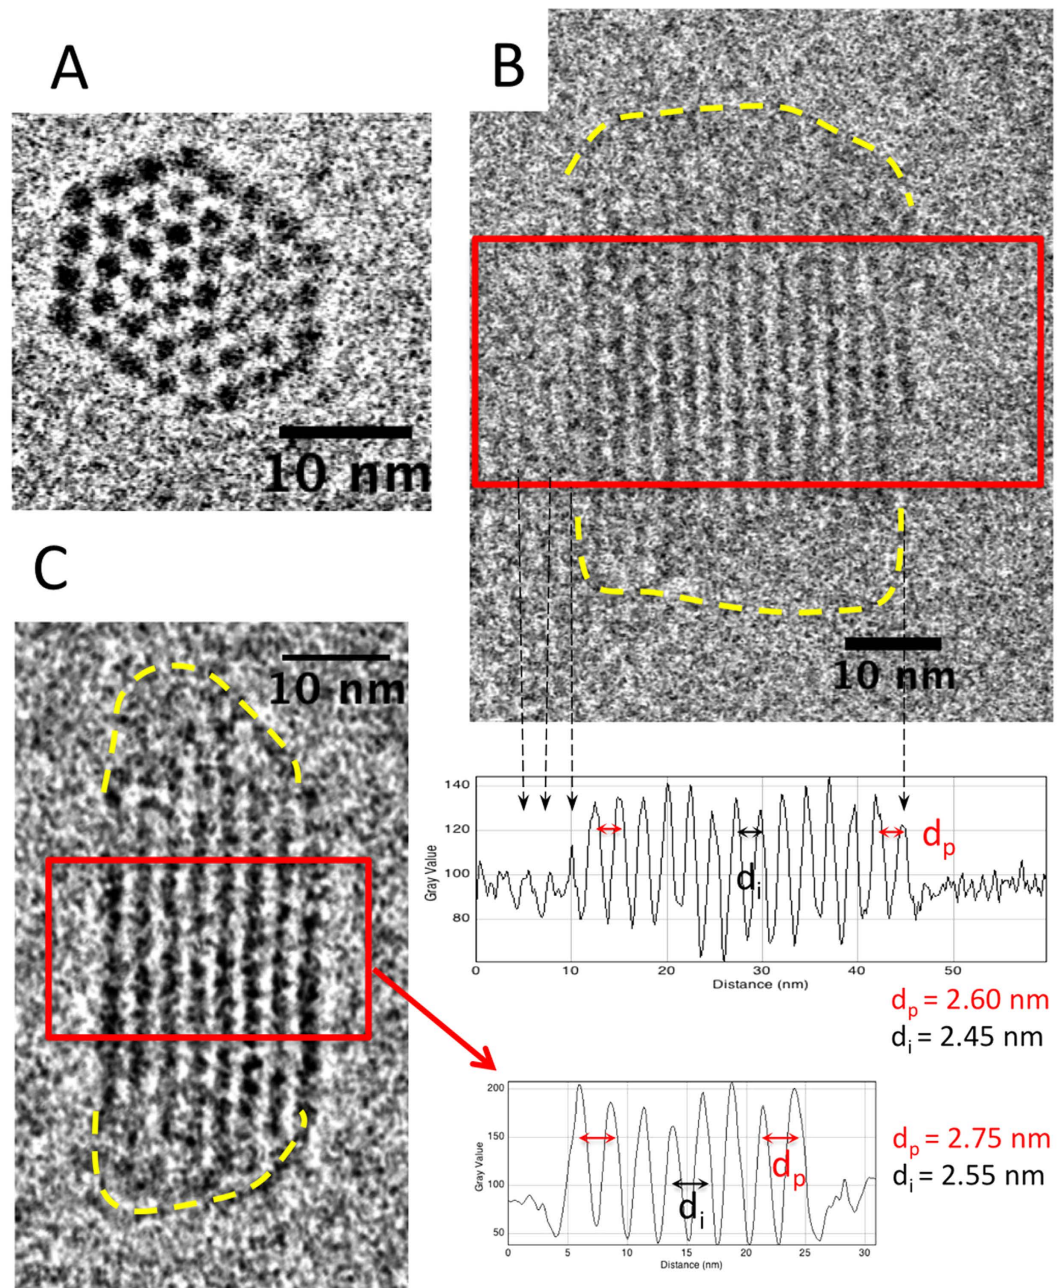 A
B
10 nm
C
10 nm
10 nm
140
120
100
80
Gray Value
d_p
d_i
0
10
20
30
40
50
Distance (nm)
d_p = 2.60 nm
d_i = 2.45 nm
200
150
100
50
Gray Value
d_p
d_i
0
5
10
15
20
25
30
Distance (nm)
d_p = 2.75 nm
d_i = 2.55 nm